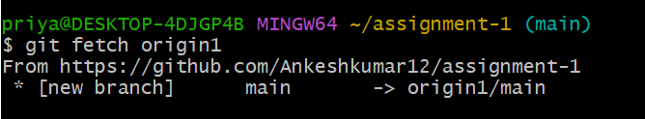 priya@DESKTOP-4DJGP4B MINGW64 ~/assignment-1 (main)
$ git fetch origin1
From https://github.com/Ankeshkumar12/assignment-1
 * [new branch]      main       -> origin1/main